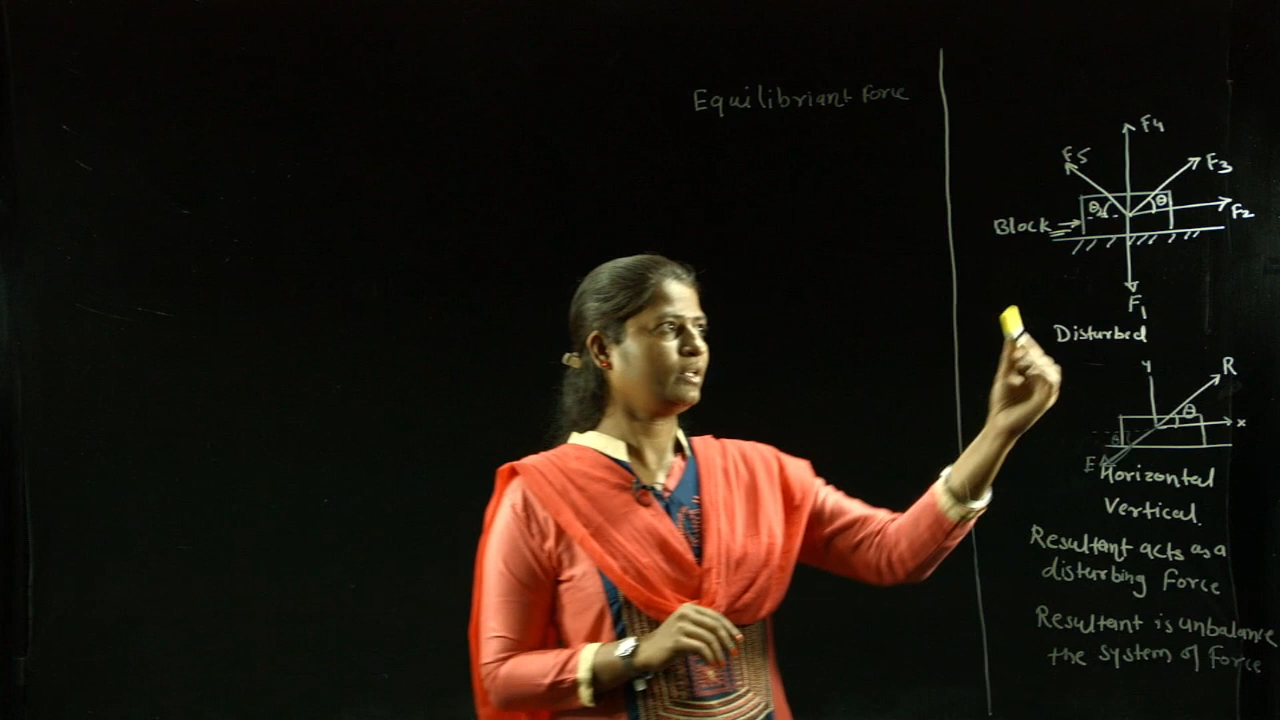 Equilibriant Force
F4
F5
F3
θ2
θ
F2
Block
F1
Disturbed
y
R
θ
x
θ
E
Horizontal
Vertical.
Resultant acts as a
disturbing Force
Resultant is unbalance
the system of Force